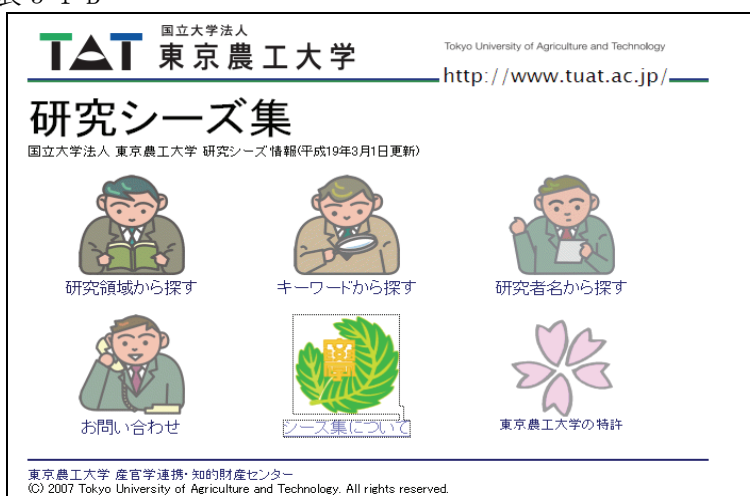 国立大学法人
TAT 東京農工大学
Tokyo University of Agriculture and Technology
http://www.tuat.ac.jp/
研究シーズ集
国立大学法人 東京農工大学 研究シーズ情報(平成19年3月1日更新)
研究領域から探す
キーワードから探す
研究者名から探す
お問い合わせ
シーズ集について
東京農工大学の特許
東京農工大学 産官学連携・知的財産センター
(C) 2007 Tokyo University of Agriculture and Technology. All rights reserved.